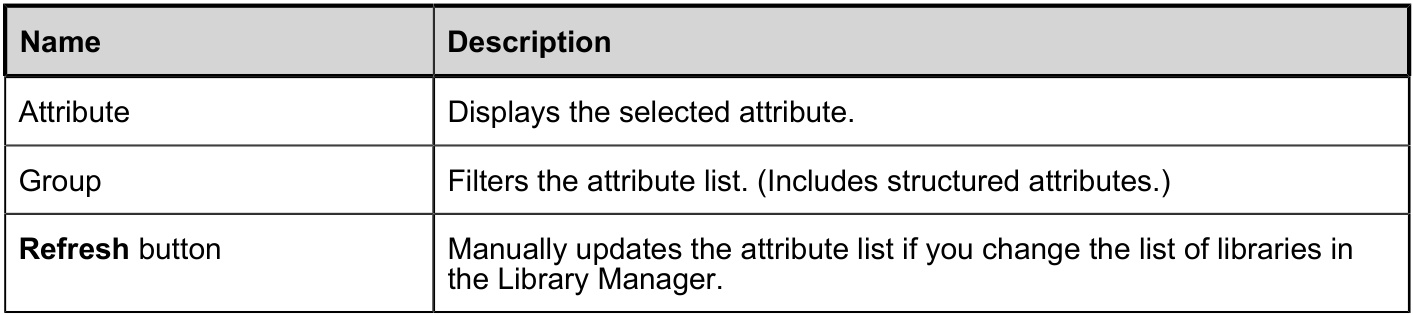 Name Description
Attribute Displays the selected attribute.
Group Filters the attribute list. (Includes structured attributes.)
Refresh button Manually updates the attribute list if you change the list of libraries in
the Library Manager.